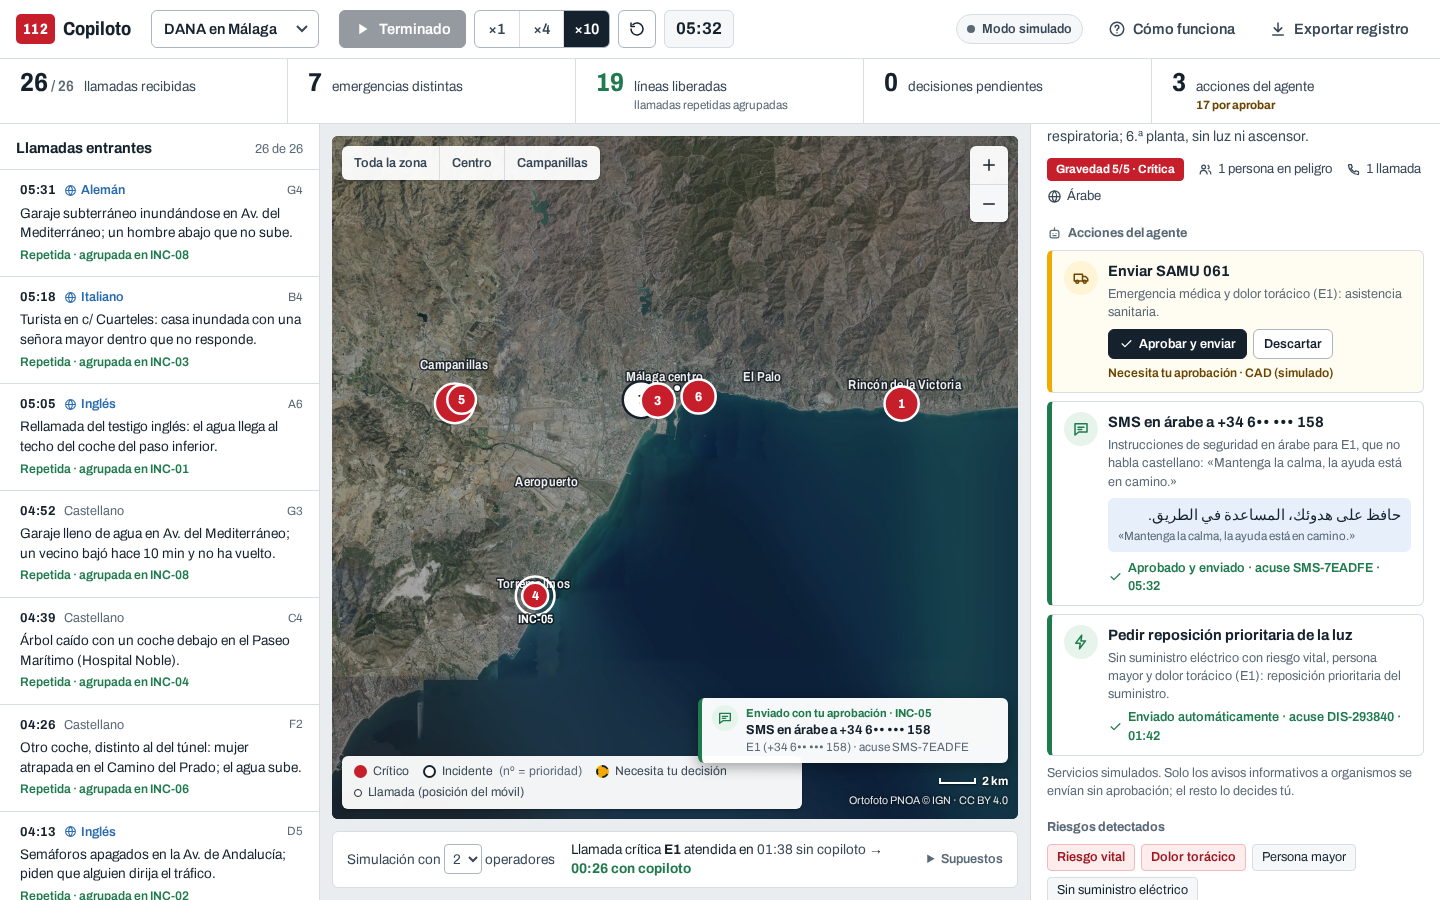 112 Copiloto
DANA en Málaga
Terminado
×1 ×4 ×10
05:32
Modo simulado
Cómo funciona
Exportar registro
26 / 26 llamadas recibidas
7 emergencias distintas
19 líneas liberadas
llamadas repetidas agrupadas
0 decisiones pendientes
3 acciones del agente
17 por aprobar
Llamadas entrantes 26 de 26
05:31 Alemán G4
Garaje subterráneo inundándose en Av. del
Mediterráneo; un hombre abajo que no sube.
Repetida · agrupada en INC-08
05:18 Italiano B4
Turista en c/ Cuarteles: casa inundada con una
señora mayor dentro que no responde.
Repetida · agrupada en INC-03
05:05 Inglés A6
Rellamada del testigo inglés: el agua llega al
techo del coche del paso inferior.
Repetida · agrupada en INC-01
04:52 Castellano G3
Garaje lleno de agua en Av. del Mediterráneo;
un vecino bajó hace 10 min y no ha vuelto.
Repetida · agrupada en INC-08
04:39 Castellano C4
Árbol caído con un coche debajo en el Paseo
Marítimo (Hospital Noble).
Repetida · agrupada en INC-04
04:26 Castellano F2
Otro coche, distinto al del túnel: mujer
atrapada en el Camino del Prado; el agua sube.
Repetida · agrupada en INC-06
04:13 Inglés D5
Semáforos apagados en la Av. de Andalucía;
piden que alguien dirija el tráfico.
Repetida · agrupada en INC-02
Toda la zona Centro Campanillas
+
−
Campanillas
5
Málaga centro
3
6
El Palo
Rincón de la Victoria
1
Aeropuerto
Torremolinos
4
INC-05
Enviado con tu aprobación · INC-05
SMS en árabe a +34 6•• ••• 158
E1 (+34 6•• ••• 158) · acuse SMS-7EADFE
Crítico Incidente (nº = prioridad) Necesita tu decisión
Llamada (posición del móvil)
2 km
Ortofoto PNOA © IGN · CC BY 4.0
Simulación con 2 operadores
Llamada crítica E1 atendida en 01:38 sin copiloto →
00:26 con copiloto
Supuestos
respiratoria; 6.ª planta, sin luz ni ascensor.
Gravedad 5/5 · Crítica 1 persona en peligro 1 llamada
Árabe
Acciones del agente
Enviar SAMU 061
Emergencia médica y dolor torácico (E1): asistencia
sanitaria.
Aprobar y enviar Descartar
Necesita tu aprobación · CAD (simulado)
SMS en árabe a +34 6•• ••• 158
Instrucciones de seguridad en árabe para E1, que no
habla castellano: «Mantenga la calma, la ayuda está
en camino.»
حافظ على هدوئك، المساعدة في الطريق.
«Mantenga la calma, la ayuda está en camino.»
Aprobado y enviado · acuse SMS-7EADFE ·
05:32
Pedir reposición prioritaria de la luz
Sin suministro eléctrico con riesgo vital, persona
mayor y dolor torácico (E1): reposición prioritaria del
suministro.
Enviado automáticamente · acuse DIS-293840 ·
01:42
Servicios simulados. Solo los avisos informativos a organismos se
envían sin aprobación; el resto lo decides tú.
Riesgos detectados
Riesgo vital Dolor torácico Persona mayor
Sin suministro eléctrico